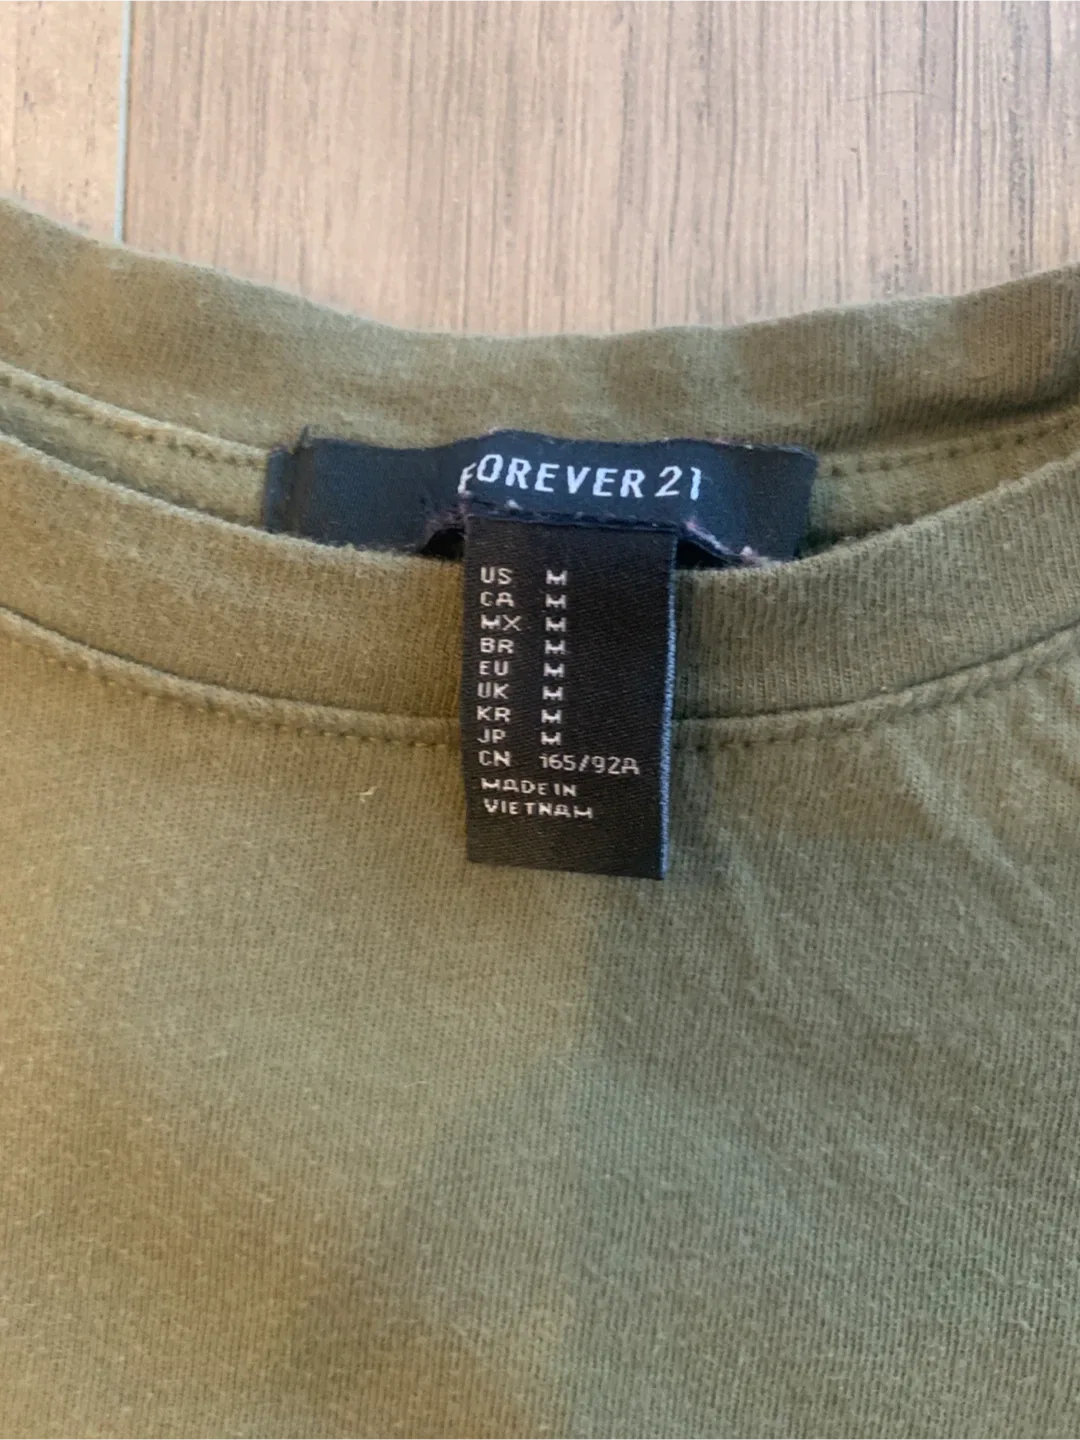 FOREVER 21
US M
CA M
MX M
BR M
EU M
UK M
KR M
JP M
CN 165/92A
MADE IN
VIETNAM